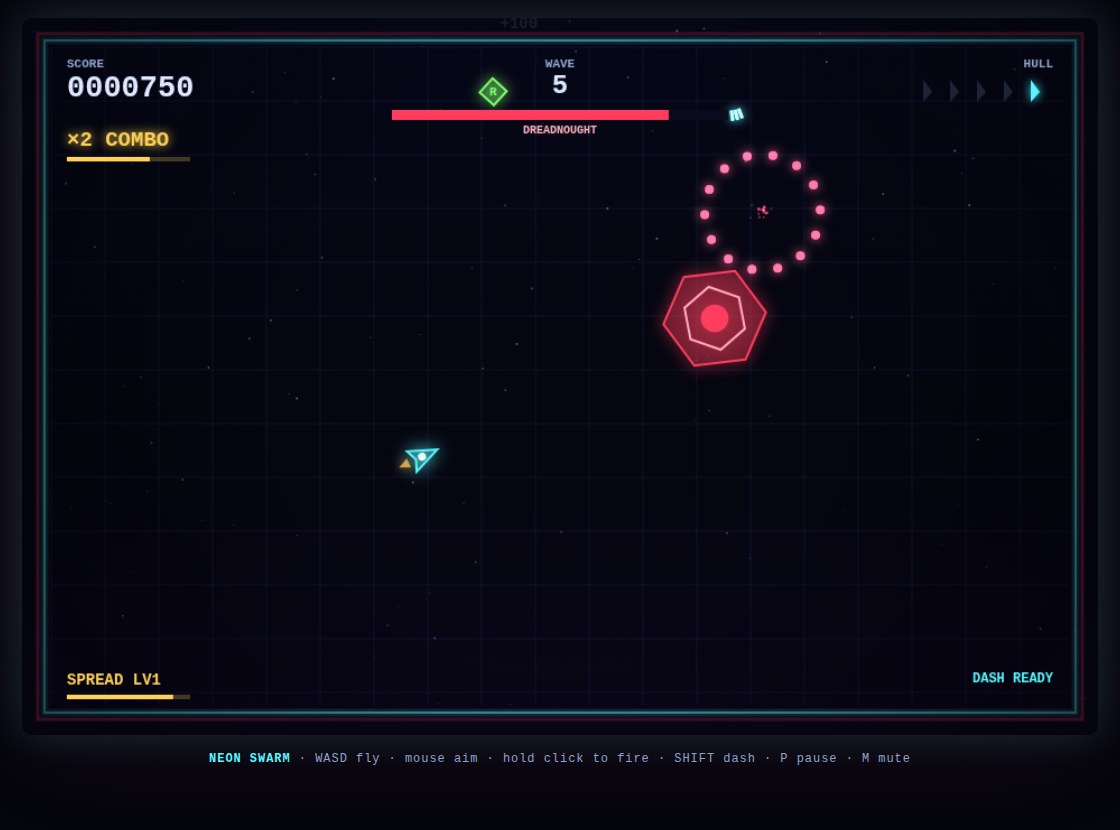 +100
SCORE
0000750
×2 COMBO
R
WAVE
5
DREADNOUGHT
HULL
SPREAD LV1
DASH READY
NEON SWARM · WASD fly · mouse aim · hold click to fire · SHIFT dash · P pause · M mute